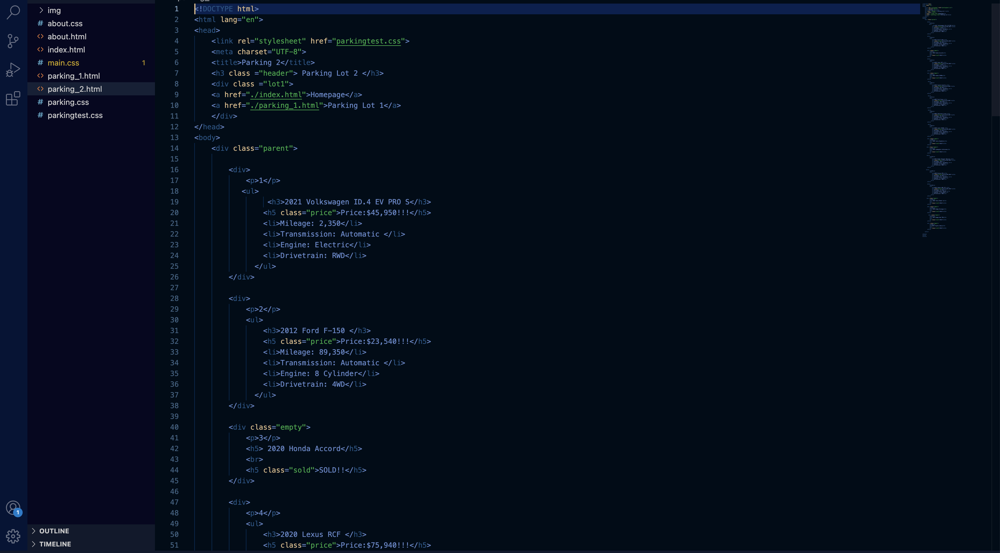 img
about.css
about.html
index.html
main.css 1
parking_1.html
parking_2.html
parking.css
parkingtest.css
1
OUTLINE
TIMELINE
1 <!DOCTYPE html>
2 <html lang="en">
3 <head>
4 <link rel="stylesheet" href="parkingtest.css">
5 <meta charset="UTF-8">
6 <title>Parking 2</title>
7 <h3 class ="header"> Parking Lot 2 </h3>
8 <div class ="lot1">
9 <a href="./index.html">Homepage</a>
10 <a href="./parking_1.html">Parking Lot 1</a>
11 </div>
12 </head>
13 <body>
14 <div class="parent">
15
16 <div>
17 <p>1</p>
18 <ul>
19 <h3>2021 Volkswagen ID.4 EV PRO S</h3>
20 <h5 class="price">Price:$45,950!!!</h5>
21 <li>Mileage: 2,350</li>
22 <li>Transmission: Automatic </li>
23 <li>Engine: Electric</li>
24 <li>Drivetrain: RWD</li>
25 </ul>
26 </div>
27
28 <div>
29 <p>2</p>
30 <ul>
31 <h3>2012 Ford F-150 </h3>
32 <h5 class="price">Price:$23,540!!!</h5>
33 <li>Mileage: 89,350</li>
34 <li>Transmission: Automatic </li>
35 <li>Engine: 8 Cylinder</li>
36 <li>Drivetrain: 4WD</li>
37 </ul>
38 </div>
39
40 <div class="empty">
41 <p>3</p>
42 <h5> 2020 Honda Accord</h5>
43 <br>
44 <h5 class="sold">SOLD!!</h5>
45 </div>
46
47 <div>
48 <p>4</p>
49 <ul>
50 <h3>2020 Lexus RCF </h3>
51 <h5 class="price">Price:$75,940!!!</h5>